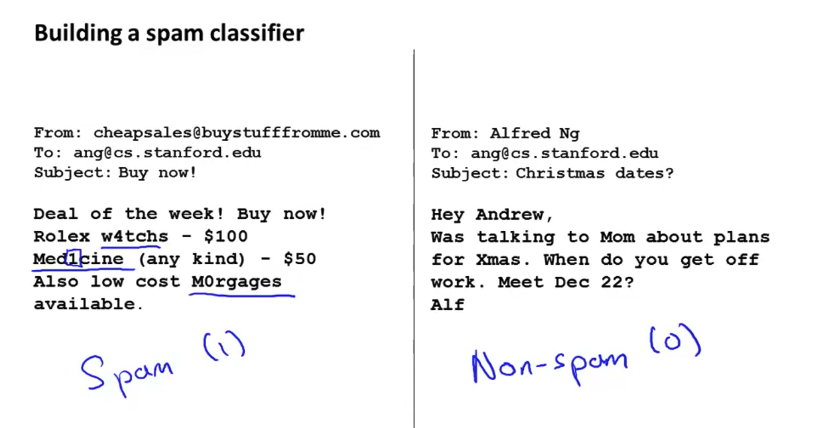 Building a spam classifier
From: cheapsales@buystufffromme.com
To: ang@cs.stanford.edu
Subject: Buy now!
Deal of the week! Buy now!
Rolex w4tchs - $100
Med1cine (any kind) - $50
Also low cost M0rgages
available.
Spam (1)
From: Alfred Ng
To: ang@cs.stanford.edu
Subject: Christmas dates?
Hey Andrew,
Was talking to Mom about plans
for Xmas. When do you get off
work. Meet Dec 22?
Alf
Non-spam (0)